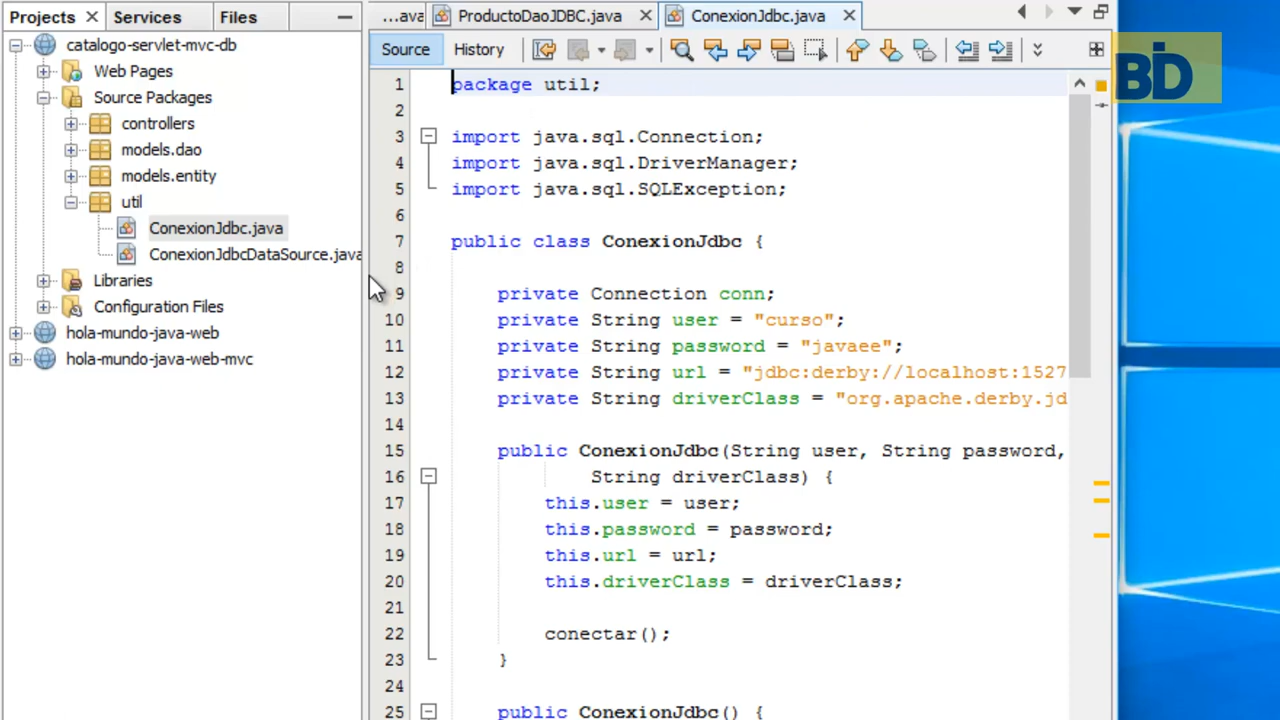 Projects
Services
Files
...ava
ProductoDaoJDBC.java
ConexionJdbc.java
Source
History
BD
catalogo-servlet-mvc-db
Web Pages
Source Packages
controllers
models.dao
models.entity
util
ConexionJdbc.java
ConexionJdbcDataSource.java
Libraries
Configuration Files
hola-mundo-java-web
hola-mundo-java-web-mvc
1 package util;
2
3 import java.sql.Connection;
4 import java.sql.DriverManager;
5 import java.sql.SQLException;
6
7 public class ConexionJdbc {
8
9 private Connection conn;
10 private String user = "curso";
11 private String password = "javaee";
12 private String url = "jdbc:derby://localhost:1527
13 private String driverClass = "org.apache.derby.jd
14
15 public ConexionJdbc(String user, String password,
16 String driverClass) {
17 this.user = user;
18 this.password = password;
19 this.url = url;
20 this.driverClass = driverClass;
21
22 conectar();
23 }
24
25 public ConexionJdbc() {